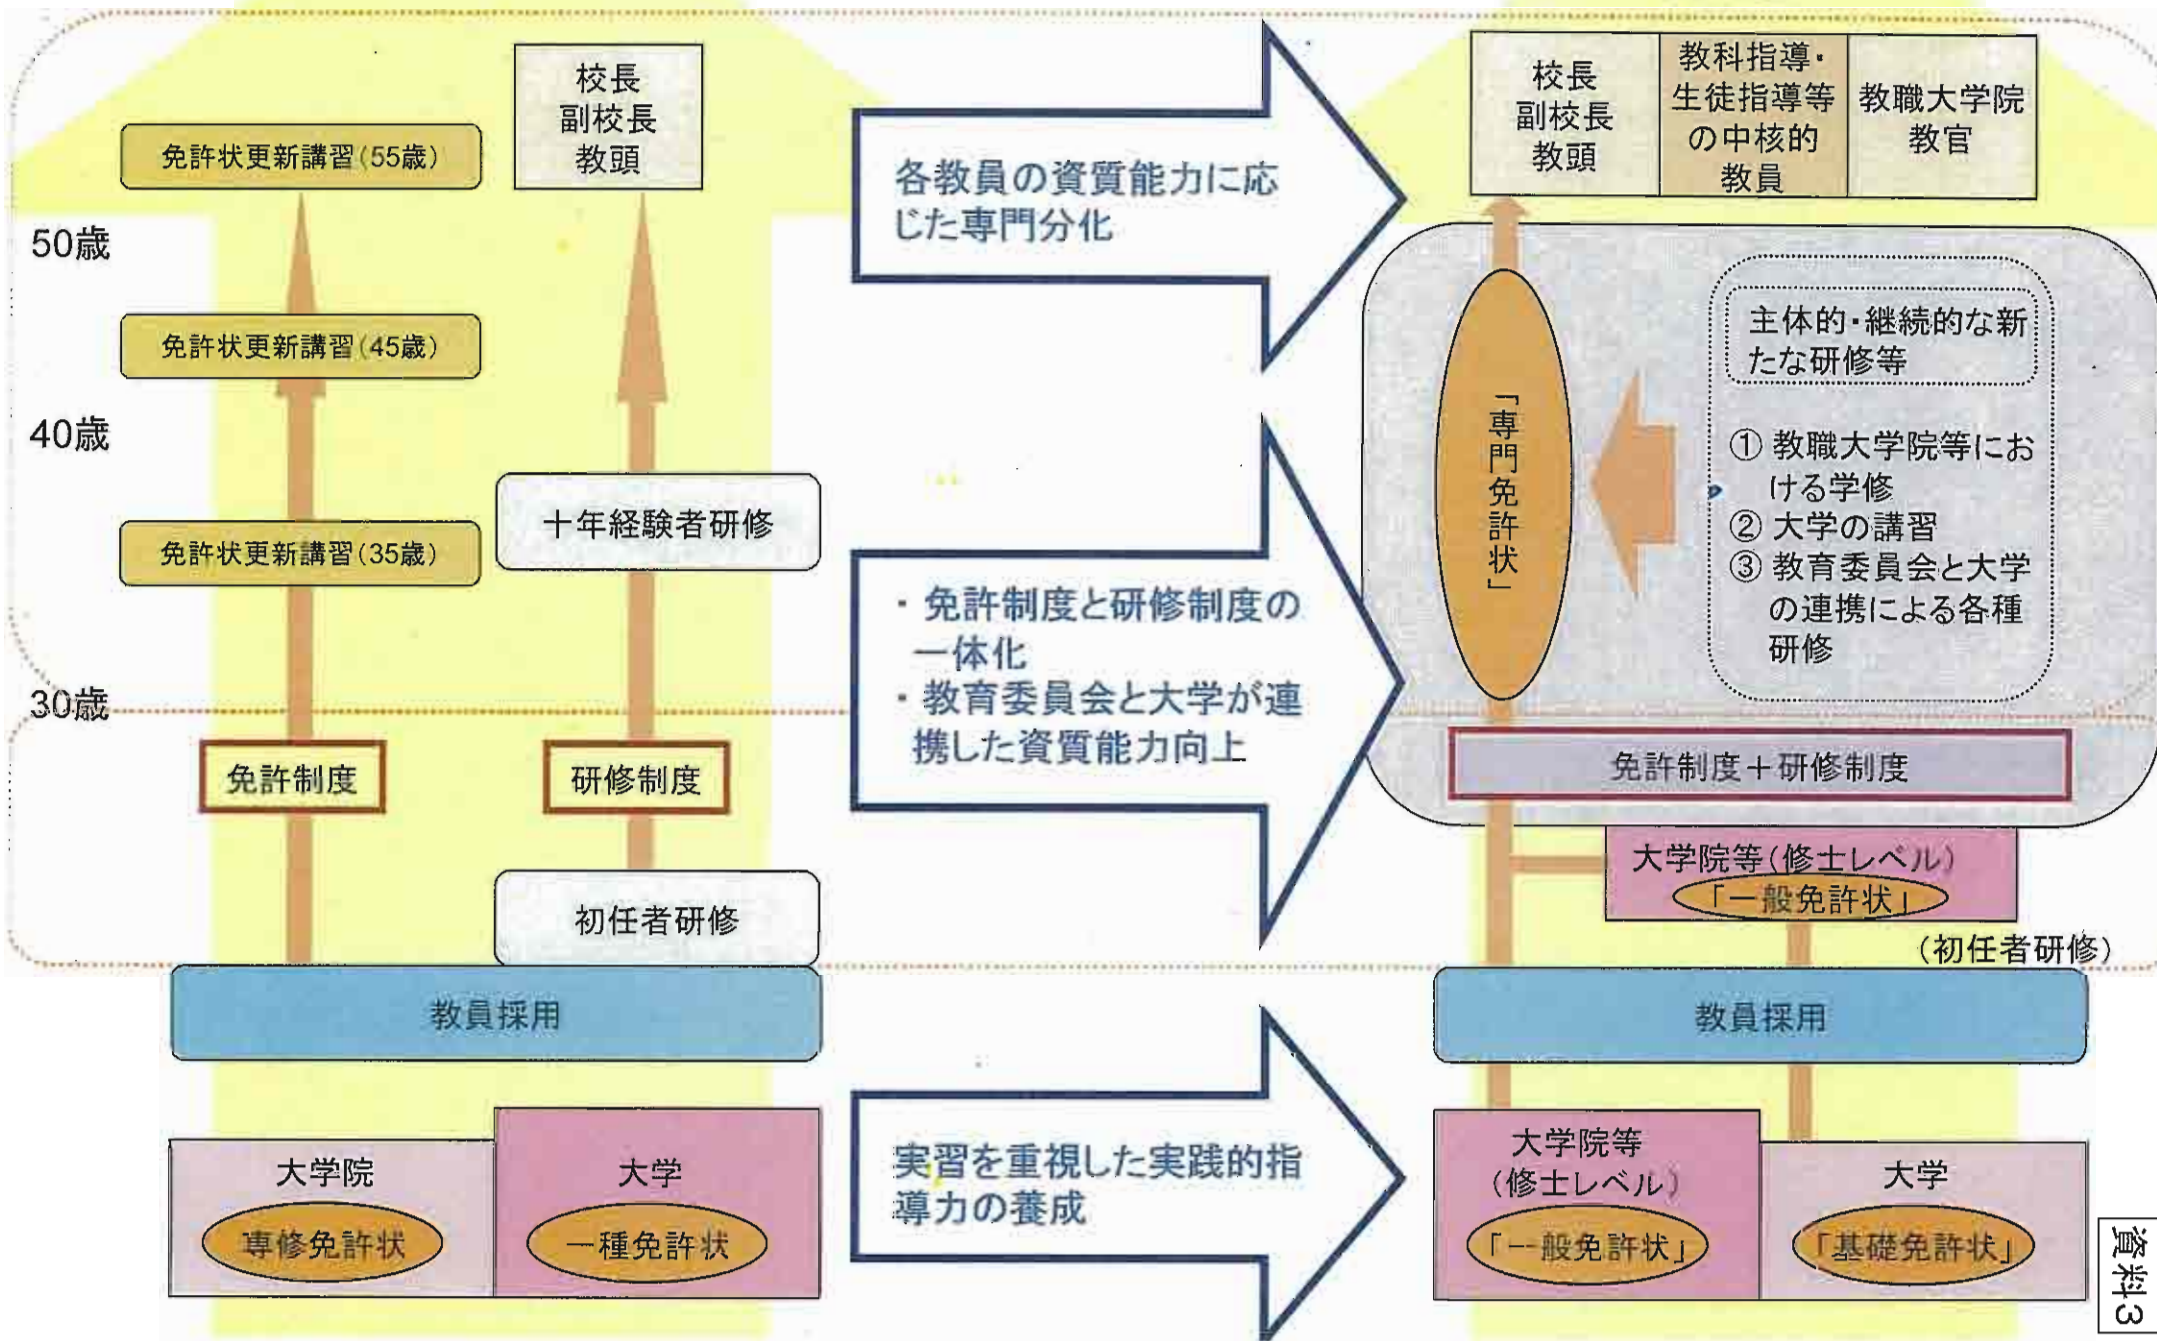 校長
副校長
教頭
免許状更新講習(55歳)
50歳
免許状更新講習(45歳)
40歳
十年経験者研修
免許状更新講習(35歳)
30歳
免許制度
研修制度
初任者研修
教員採用
大学院
専修免許状
大学
一種免許状
各教員の資質能力に応
じた専門分化
・免許制度と研修制度の
一体化
・教育委員会と大学が連
携した資質能力向上
実習を重視した実践的指
導力の養成
校長
副校長
教頭
教科指導・
生徒指導等
の中核的
教員
教職大学院
教官
「専門免許状」
主体的・継続的な新
たな研修等
① 教職大学院等にお
ける学修
② 大学の講習
③ 教育委員会と大学
の連携による各種
研修
免許制度＋研修制度
大学院等(修士レベル)
「一般免許状」
(初任者研修)
教員採用
大学院等
(修士レベル)
「一般免許状」
大学
「基礎免許状」
資料3